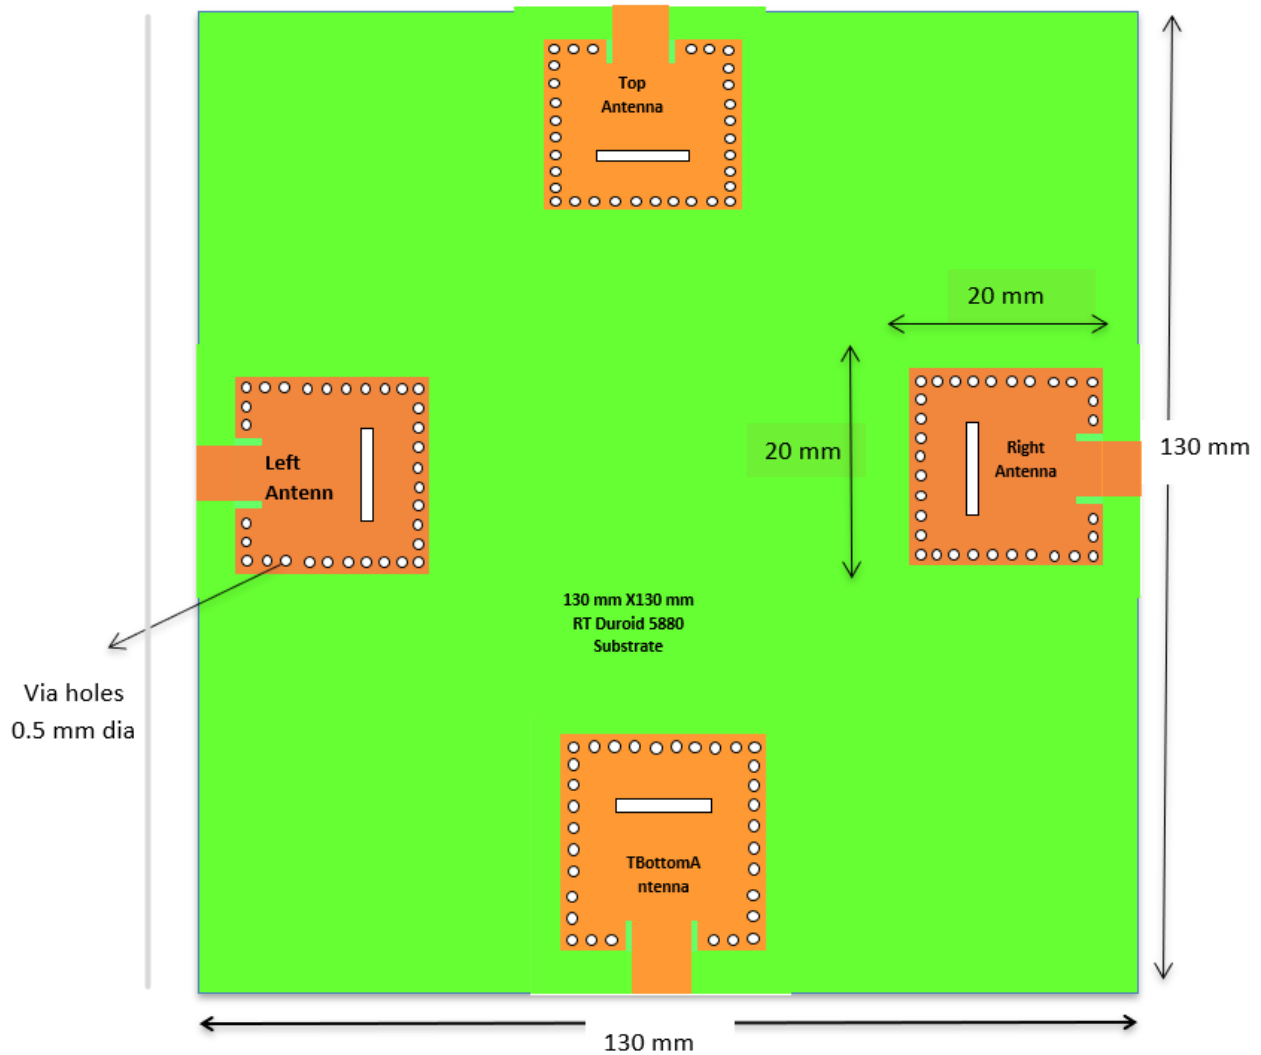 Top
Antenna
20 mm
20 mm
Right
Antenna
130 mm
Left
Antenn
130 mm X130 mm
RT Duroid 5880
Substrate
Via holes
0.5 mm dia
TBottomA
ntenna
130 mm